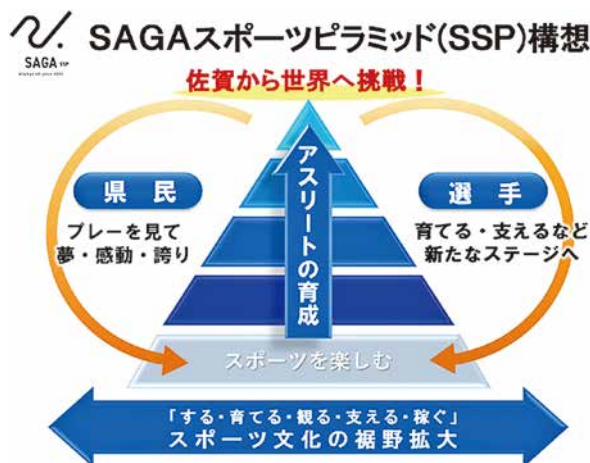 SAGAスポーツピラミッド(SSP)構想
SAGA SSP
佐賀から世界へ挑戦！
県民
プレーを見て
夢・感動・誇り
アスリートの育成
選手
育てる・支えるなど
新たなステージへ
スポーツを楽しむ
「する・育てる・観る・支える・稼ぐ」
スポーツ文化の裾野拡大